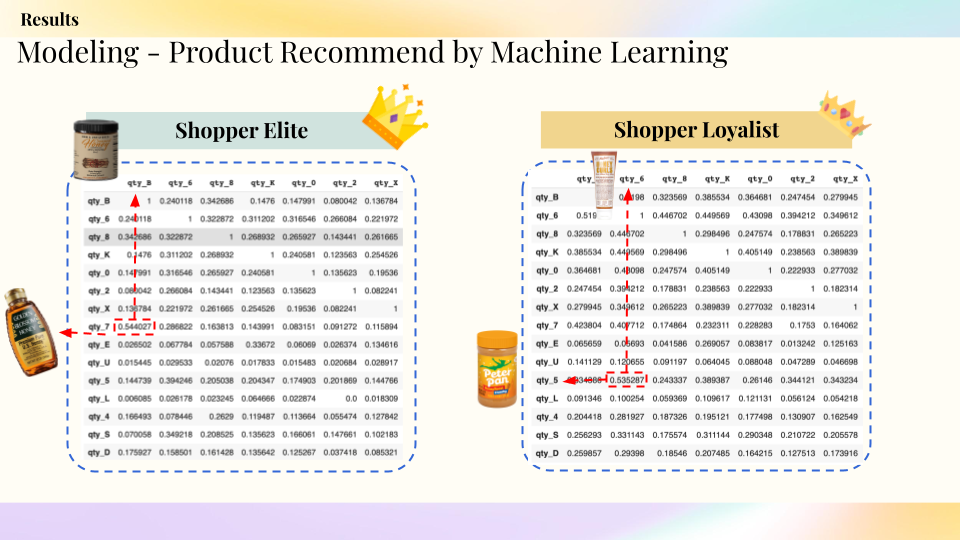 Results
Modeling - Product Recommend by Machine Learning
Shopper Elite
qty_B qty_6 qty_8 qty_K qty_0 qty_2 qty_X
qty_B 1 0.240118 0.342686 0.1476 0.147991 0.080042 0.136784
qty_6 0.240118 1 0.322872 0.311202 0.316546 0.266084 0.221972
qty_8 0.342686 0.322872 1 0.268932 0.265927 0.143441 0.261665
qty_K 0.1476 0.311202 0.268932 1 0.240581 0.123563 0.254526
qty_0 0.147991 0.316546 0.265927 0.240581 1 0.135623 0.19536
qty_2 0.080042 0.266084 0.143441 0.123563 0.135623 1 0.082241
qty_X 0.136784 0.221972 0.261665 0.254526 0.19536 0.082241 1
qty_7 0.544027 0.286822 0.163813 0.143991 0.083151 0.091272 0.115894
qty_E 0.026502 0.067784 0.057588 0.33672 0.06069 0.026374 0.134616
qty_U 0.015445 0.029533 0.02076 0.017833 0.015483 0.020684 0.028917
qty_5 0.144739 0.394246 0.205038 0.204347 0.174903 0.201869 0.144766
qty_L 0.006085 0.026178 0.023245 0.064666 0.022874 0.0 0.018309
qty_4 0.166493 0.078446 0.2629 0.119487 0.113664 0.055474 0.127842
qty_S 0.070058 0.349218 0.208525 0.135623 0.166061 0.147661 0.102183
qty_D 0.175927 0.158501 0.161428 0.135642 0.125267 0.037418 0.085321
GOLDEN
BLOSSOM
HONEY
Shopper Loyalist
qty_6 qty_8 qty_K qty_0 qty_2 qty_X
qty_B 0.323569 0.385534 0.364681 0.247454 0.279945
qty_6 0.519 1 0.446702 0.449569 0.43098 0.394212 0.349612
qty_8 0.323569 0.446702 1 0.298496 0.247574 0.178831 0.265223
qty_K 0.385534 0.449569 0.298496 1 0.405149 0.238563 0.389839
qty_0 0.364681 0.43098 0.247574 0.405149 1 0.222933 0.277032
qty_2 0.247454 0.394212 0.178831 0.238563 0.222933 1 0.182314
qty_X 0.279945 0.349612 0.265223 0.389839 0.277032 0.182314 1
qty_7 0.423804 0.407712 0.174864 0.232311 0.228283 0.1753 0.164062
qty_E 0.065659 0.041586 0.269057 0.083817 0.013242 0.125163
qty_U 0.141129 0.120655 0.091197 0.064045 0.088048 0.047289 0.046698
qty_5 0.535287 0.243337 0.389387 0.26146 0.344121 0.343234
qty_L 0.091346 0.100254 0.059369 0.109617 0.121131 0.056124 0.054218
qty_4 0.204418 0.281927 0.187326 0.195121 0.177498 0.130907 0.162549
qty_S 0.256293 0.331143 0.175574 0.311144 0.290348 0.210722 0.205578
qty_D 0.259857 0.29398 0.18546 0.207485 0.164215 0.127513 0.173916
Peter
pan